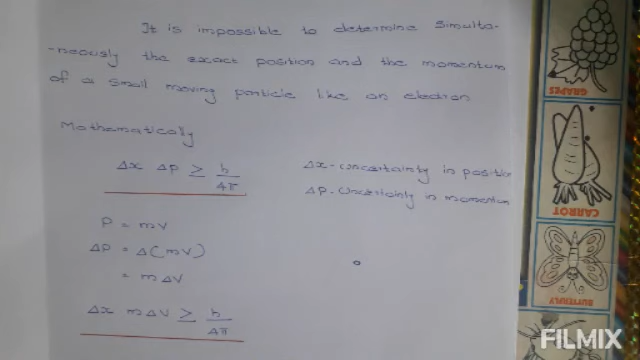 It is impossible to determine simulta-
-neously the exact position and the momentum
of a small moving particle like an electron
Mathematically
Δx Δp ≥ h/4π
Δx - Uncertainty in position
Δp - Uncertainty in momentum
P = mv
Δp = Δ(mv)
= mΔV
Δx mΔV ≥ h/4π
GRAPES
CARROT
BUTTERFLY
FILMIX